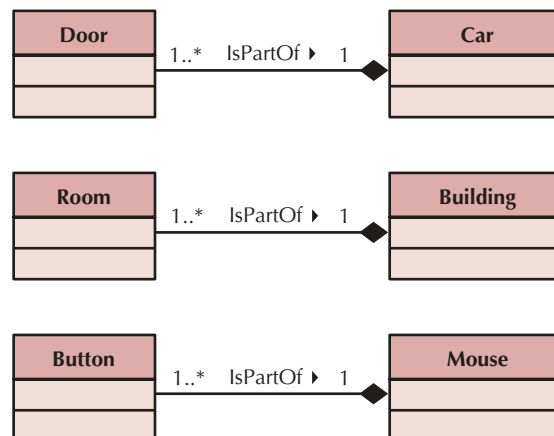 Door
1..* IsPartOf ▸ 1
Car
Room
1..* IsPartOf ▸ 1
Building
Button
1..* IsPartOf ▸ 1
Mouse